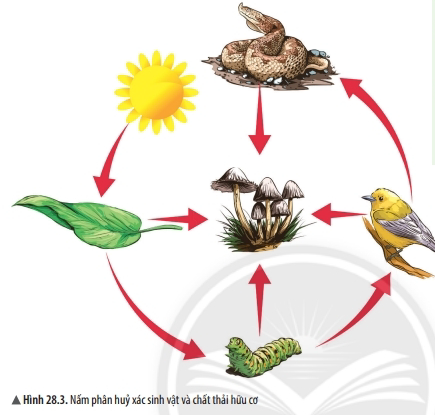 ▲ Hình 28.3. Nấm phân huỷ xác sinh vật và chất thải hữu cơ